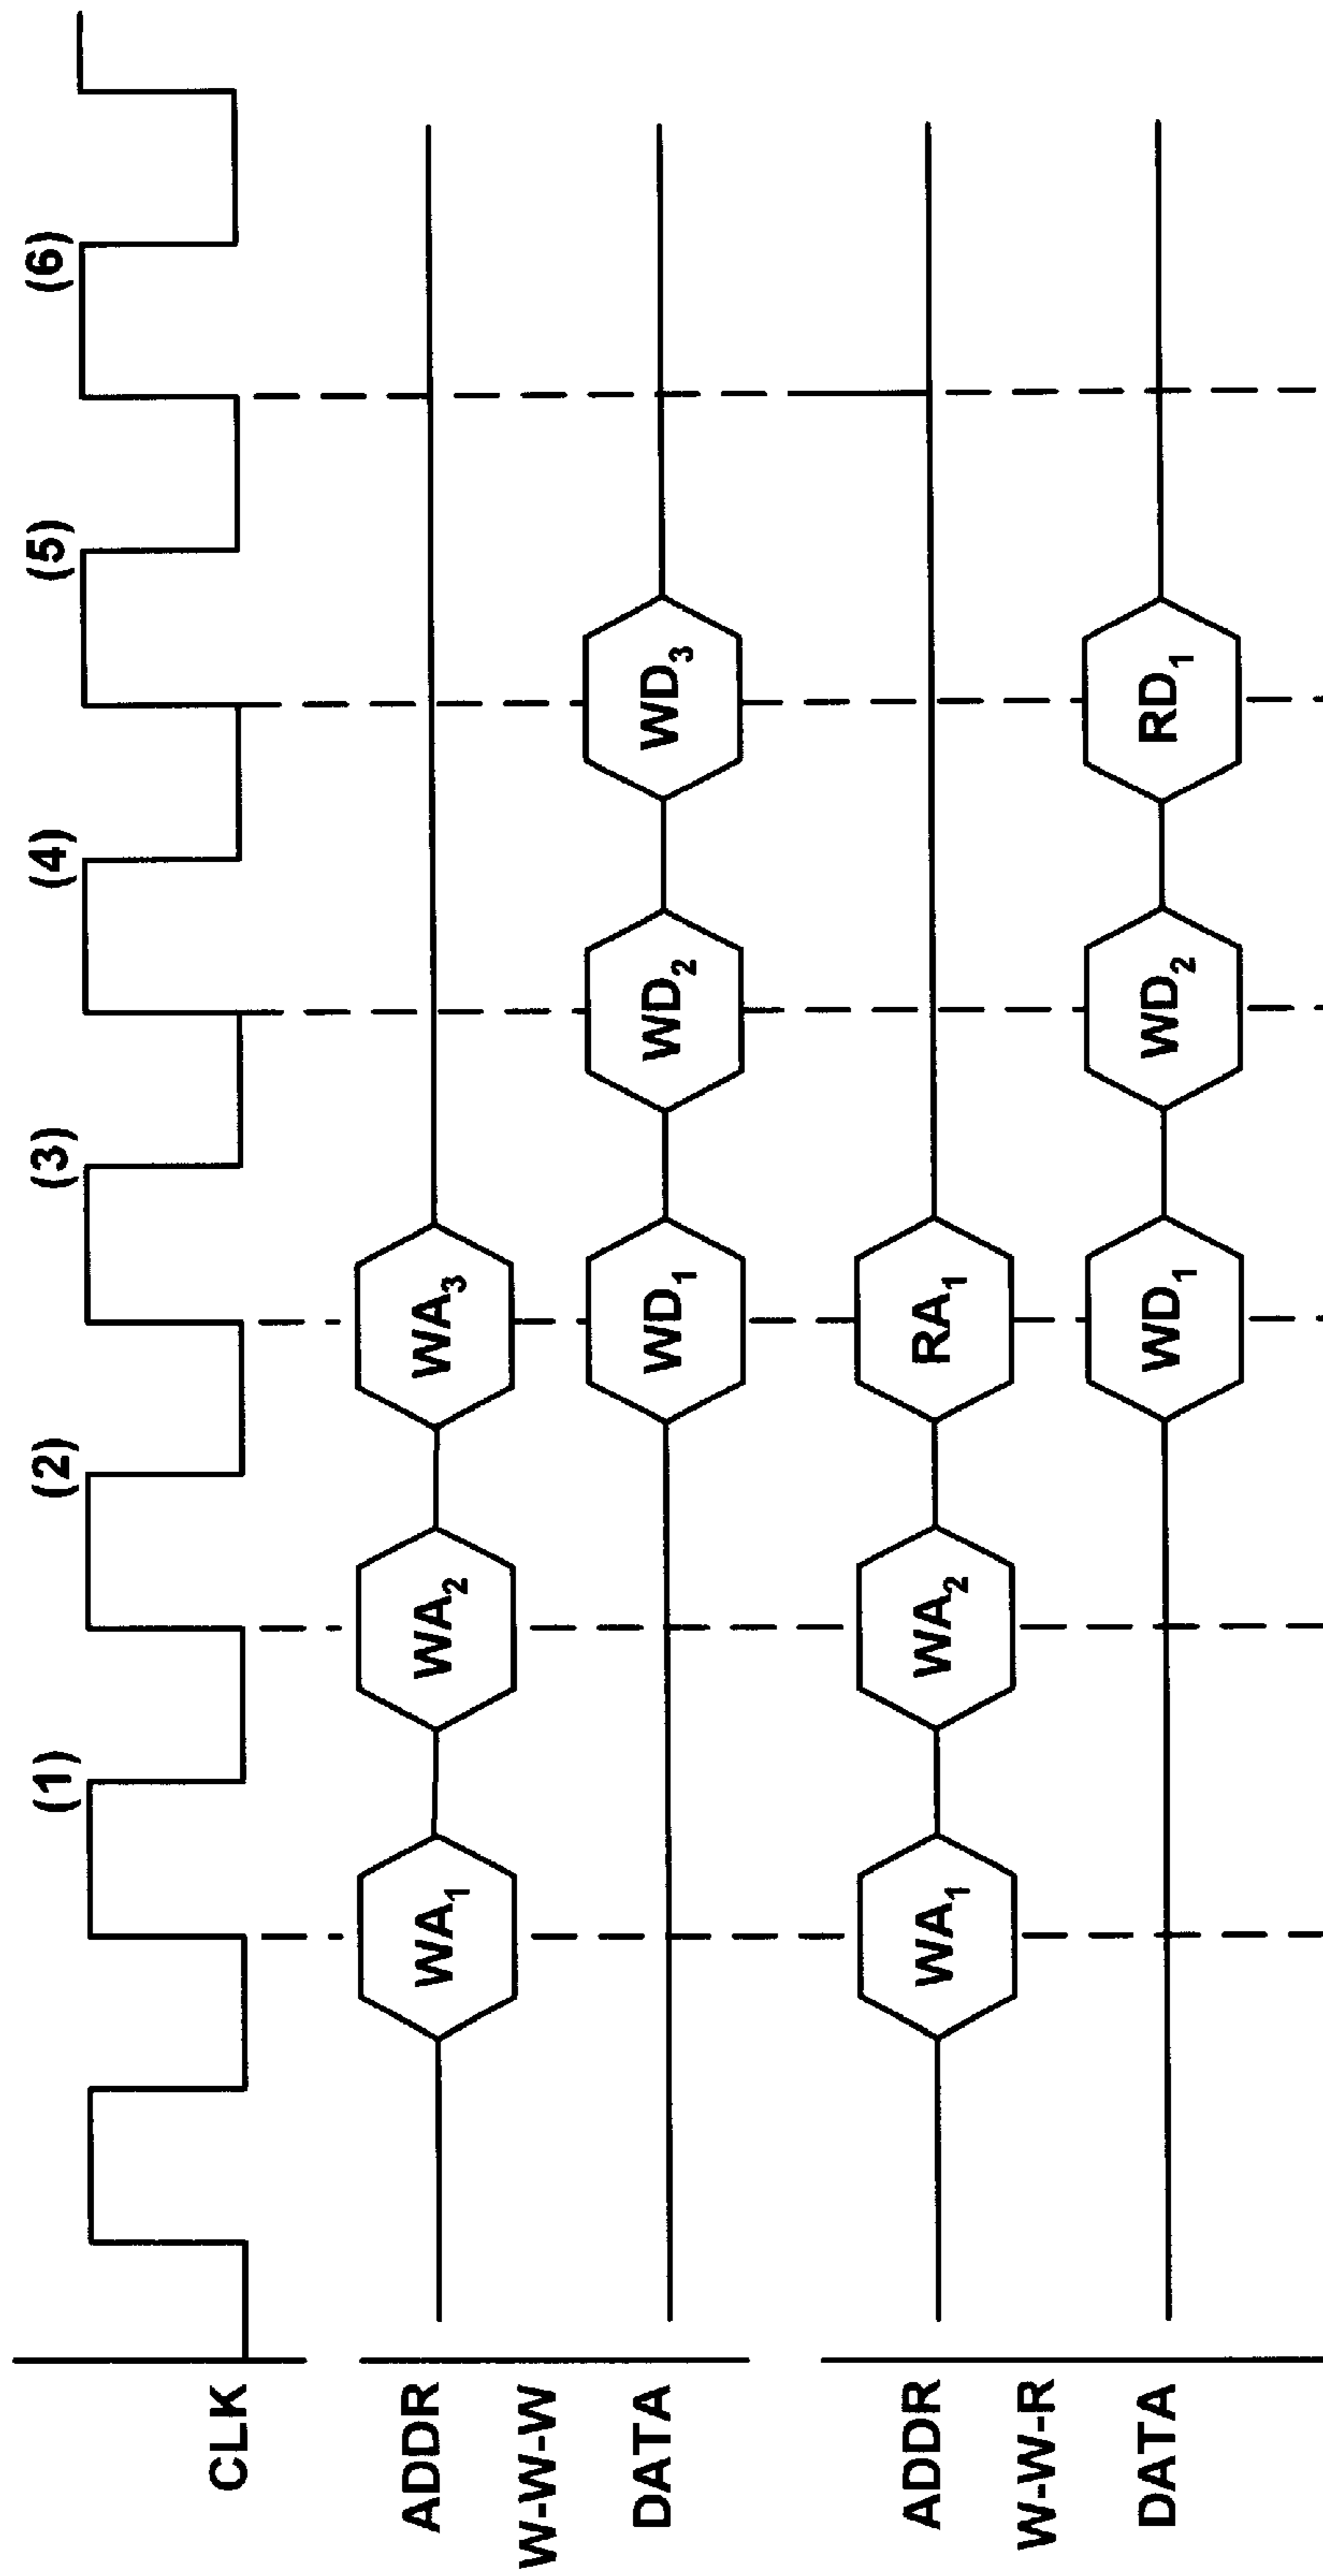 (1) (2) (3) (4) (5) (6)
CLK
ADDR WA1 WA2 WA3
W-W-W
DATA WD1 WD2 WD3
ADDR WA1 WA2 RA1
W-W-R
DATA WD1 WD2 RD1